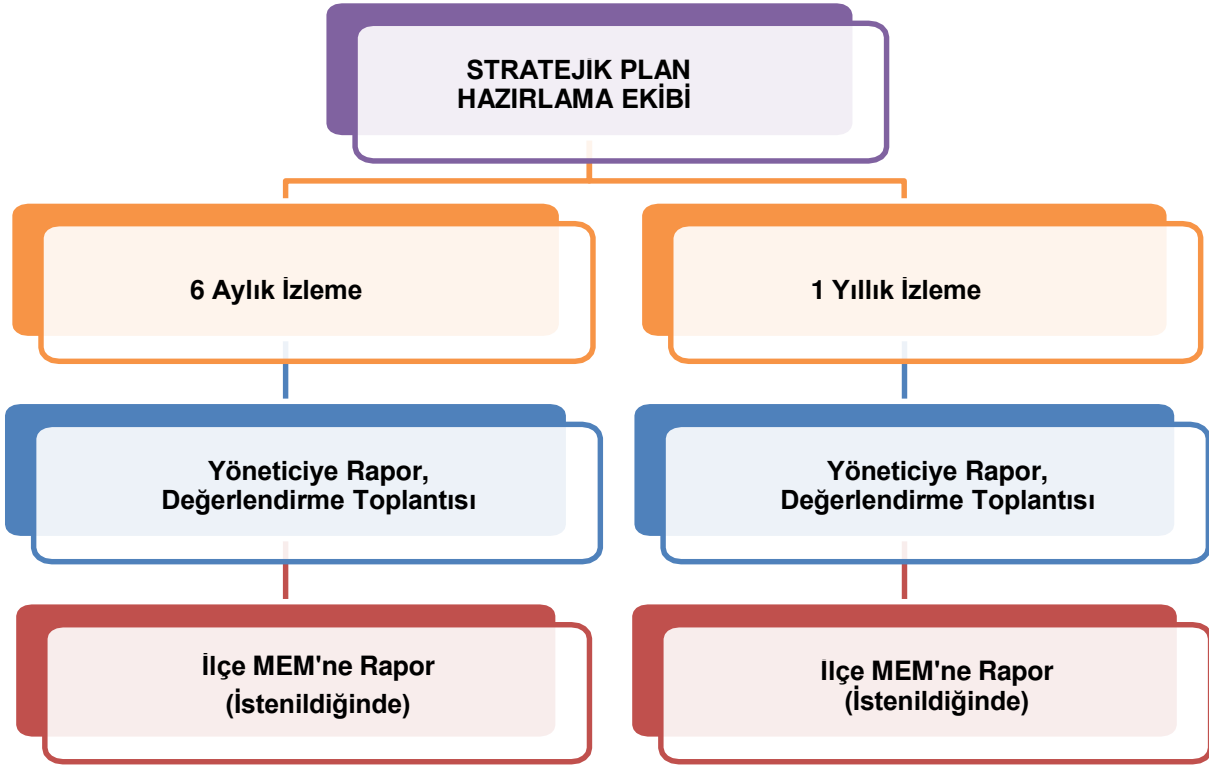 STRATEJİK PLAN
HAZIRLAMA EKİBİ
6 Aylık İzleme
1 Yıllık İzleme
Yöneticiye Rapor,
Değerlendirme Toplantısı
Yöneticiye Rapor,
Değerlendirme Toplantısı
İlçe MEM'ne Rapor
(İstenildiğinde)
Ilçe MEM'ne Rapor
(İstenildiğinde)